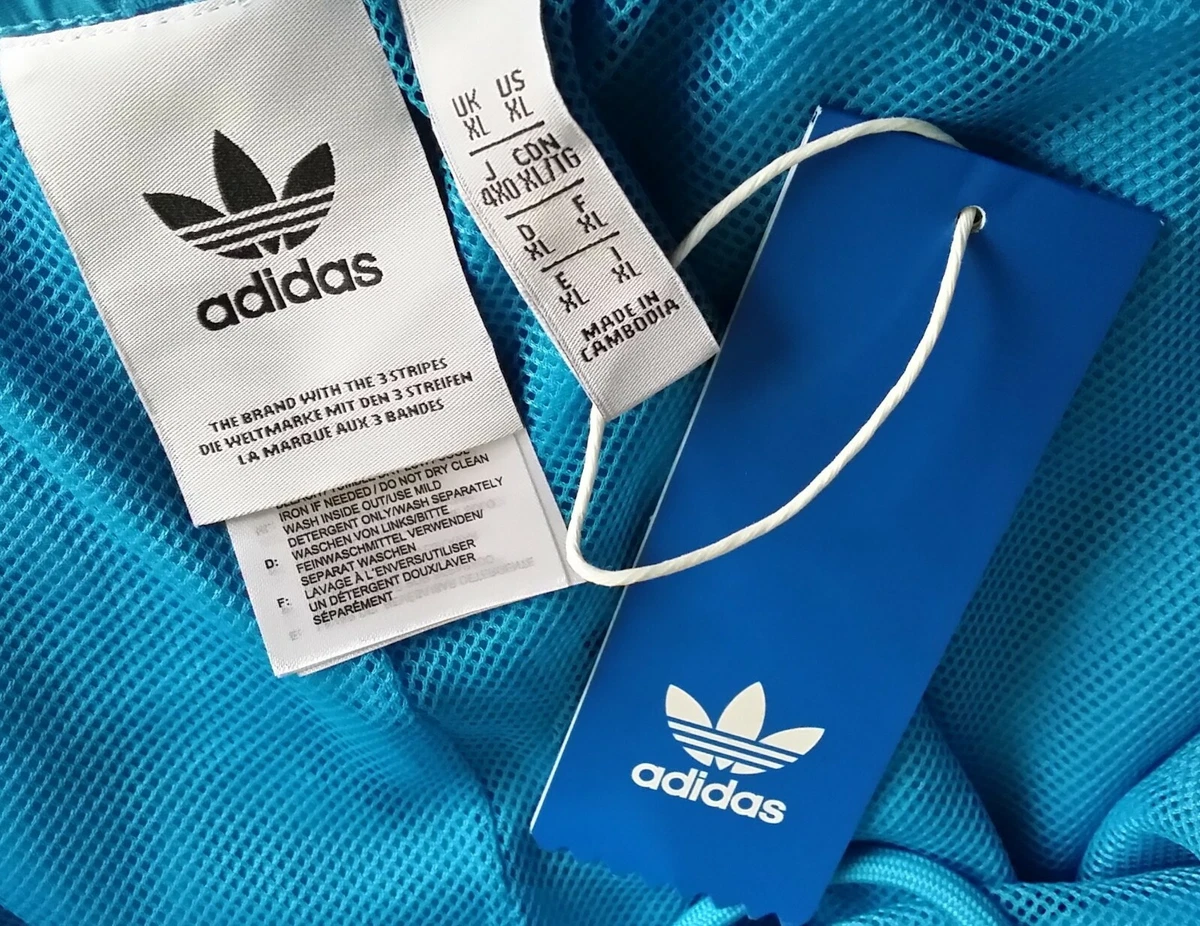 adidas
THE BRAND WITH THE 3 STRIPES
DIE WELTMARKE MIT DEN 3 STREIFEN
LA MARQUE AUX 3 BANDES
UK US
XL XL
J CDN
4XO XL/TG
D F
XL XL
E I
XL XL
MADE IN
CAMBODIA
DRY CLEAN
IRON IF NEEDED / DO NOT DRY CLEAN
WASH INSIDE OUT/USE MILD
DETERGENT ONLY/WASH SEPARATELY
D: WASCHEN VON LINKS/BITTE
FEINWASCHMITTEL VERWENDEN/
SEPARAT WASCHEN
F: LAVAGE À L'ENVERS/UTILISER
UN DÉTERGENT DOUX/LAVER
SÉPARÉMENT
adidas